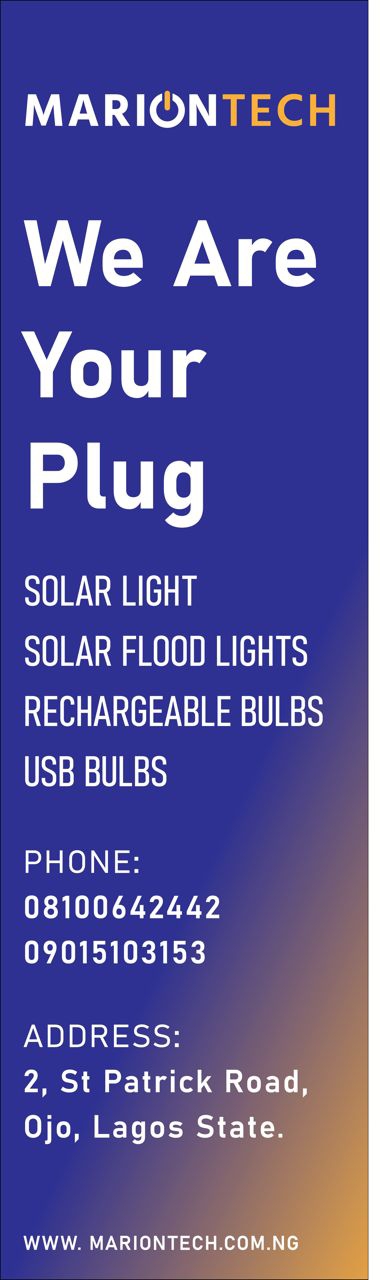 MARIONTECH
We Are
Your
Plug
SOLAR LIGHT
SOLAR FLOOD LIGHTS
RECHARGEABLE BULBS
USB BULBS
PHONE:
08100642442
09015103153
ADDRESS:
2, St Patrick Road,
Ojo, Lagos State.
WWW. MARIONTECH.COM.NG